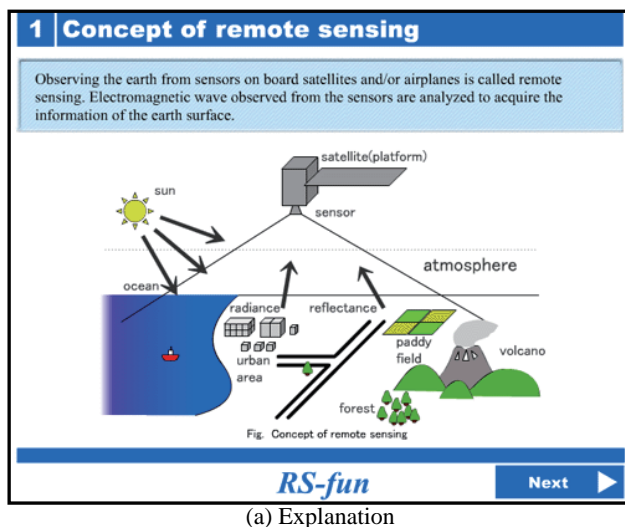 1 Concept of remote sensing
Observing the earth from sensors on board satellites and/or airplanes is called remote
sensing. Electromagnetic wave observed from the sensors are analyzed to acquire the
information of the earth surface.
satellite(platform)
sun
sensor
atmosphere
ocean
radiance reflectance
urban
area
paddy
field
volcano
forest
Fig. Concept of remote sensing
RS-fun
Next
(a) Explanation